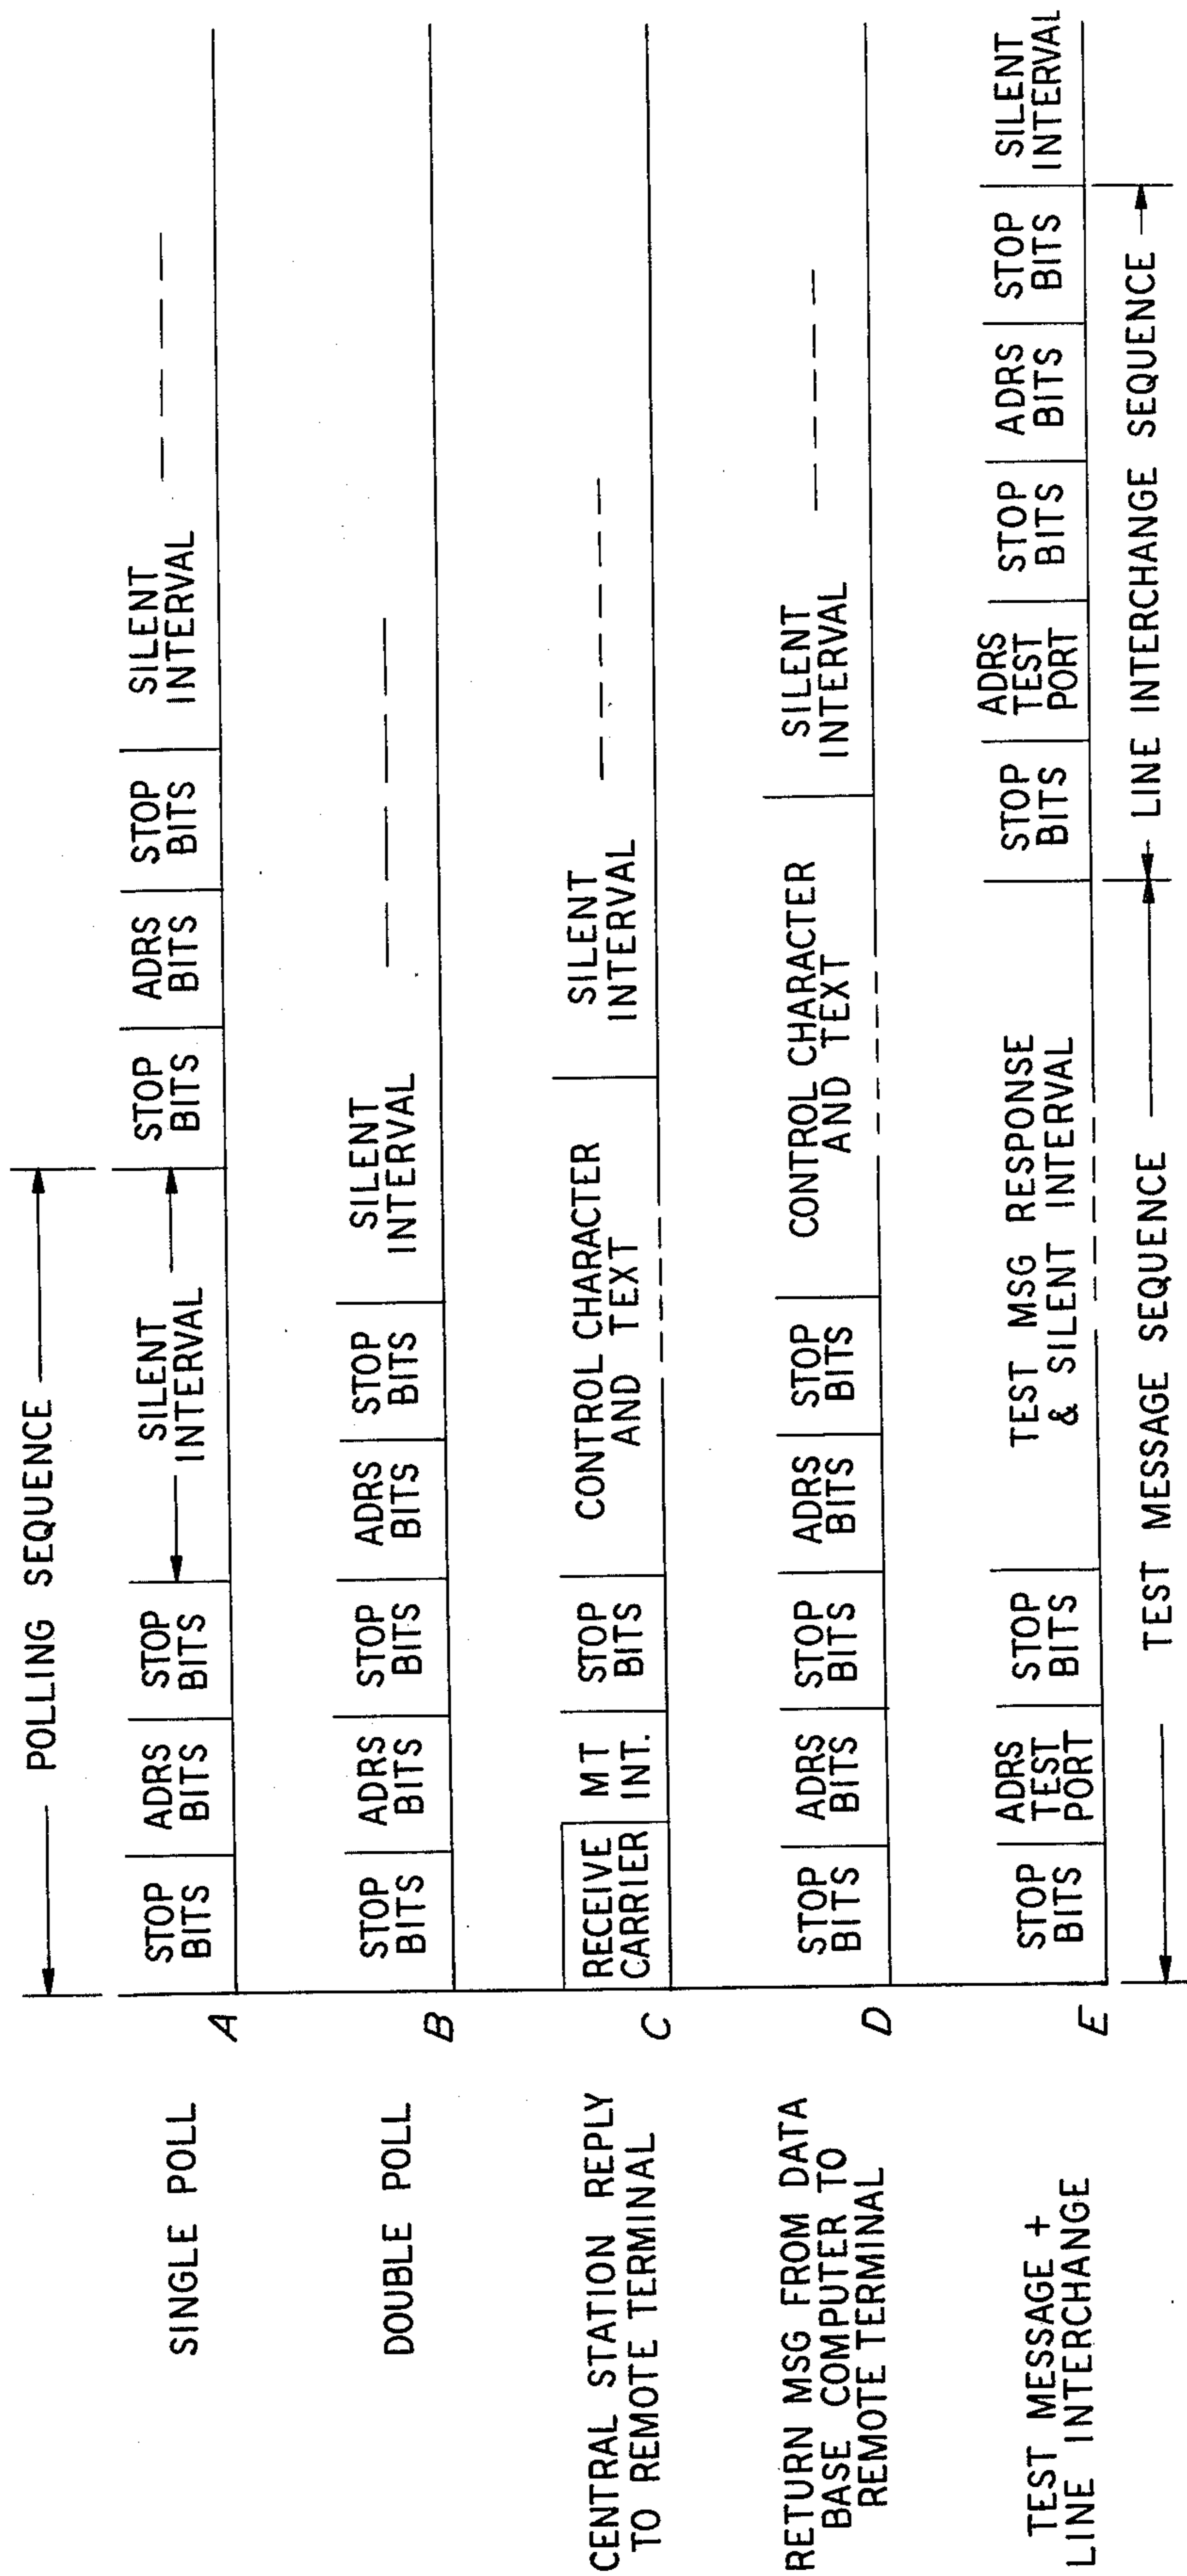 POLLING SEQUENCE
SINGLE POLL
A
STOP
BITS
ADRS
BITS
STOP
BITS
SILENT
INTERVAL
STOP
BITS
ADRS
BITS
STOP
BITS
SILENT
INTERVAL
DOUBLE POLL
B
STOP
BITS
ADRS
BITS
STOP
BITS
ADRS
BITS
STOP
BITS
SILENT
INTERVAL
CENTRAL STATION REPLY
TO REMOTE TERMINAL
C
RECEIVE
CARRIER
MT
INT.
STOP
BITS
CONTROL CHARACTER
AND TEXT
SILENT
INTERVAL
RETURN MSG FROM DATA
BASE COMPUTER TO
REMOTE TERMINAL
D
STOP
BITS
ADRS
BITS
STOP
BITS
ADRS
BITS
STOP
BITS
CONTROL CHARACTER
AND TEXT
SILENT
INTERVAL
TEST MESSAGE +
LINE INTERCHANGE
E
STOP
BITS
ADRS
TEST
PORT
STOP
BITS
TEST MSG RESPONSE
& SILENT INTERVAL
STOP
BITS
ADRS
TEST
PORT
STOP
BITS
ADRS
BITS
STOP
BITS
SILENT
INTERVAL
TEST MESSAGE SEQUENCE
LINE INTERCHANGE SEQUENCE